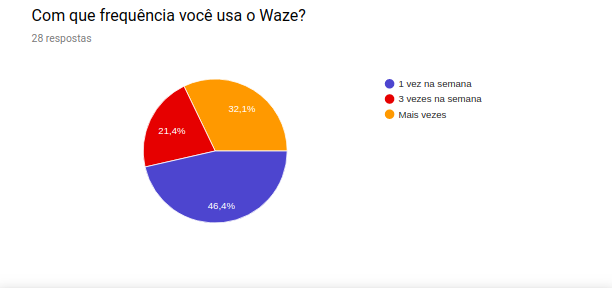 Com que frequência você usa o Waze?
28 respostas
1 vez na semana
3 vezes na semana
Mais vezes
32,1%
21,4%
46,4%